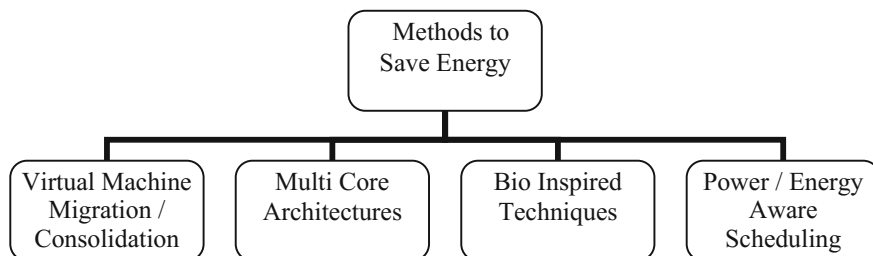 Methods to
Save Energy
Virtual Machine
Migration /
Consolidation
Multi Core
Architectures
Bio Inspired
Techniques
Power / Energy
Aware
Scheduling